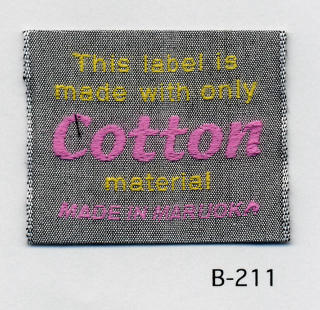 This label is
made with only
Cotton
material
MADE IN HARUOKA
B-211